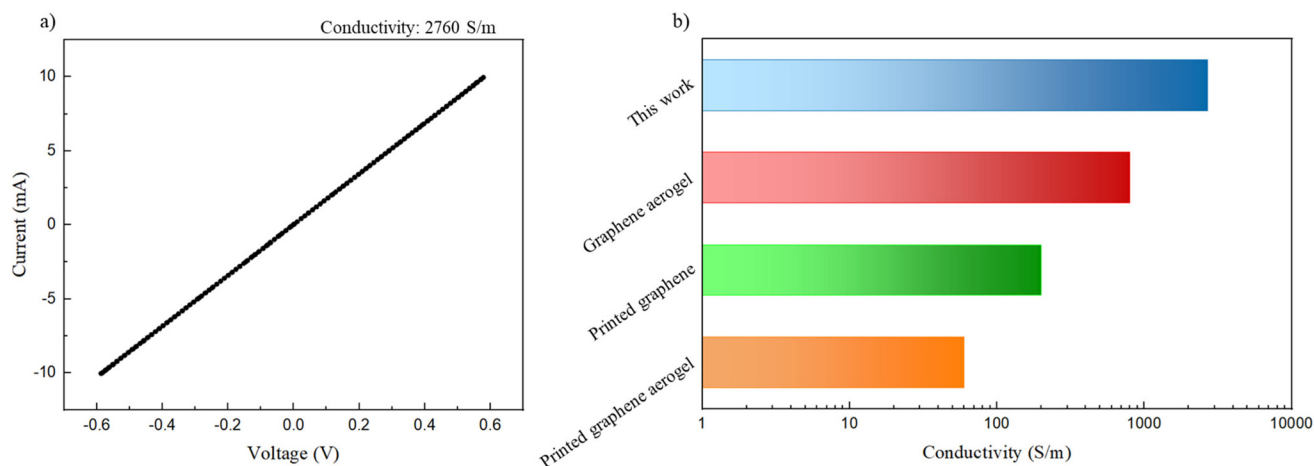 a)
Conductivity: 2760 S/m
10
5
0
-5
-10
Current (mA)
-0.6
-0.4
-0.2
0.0
0.2
0.4
0.6
Voltage (V)
b)
This work
Graphene aerogel
Printed graphene
Printed graphene aerogel
1
10
100
1000
10000
Conductivity (S/m)